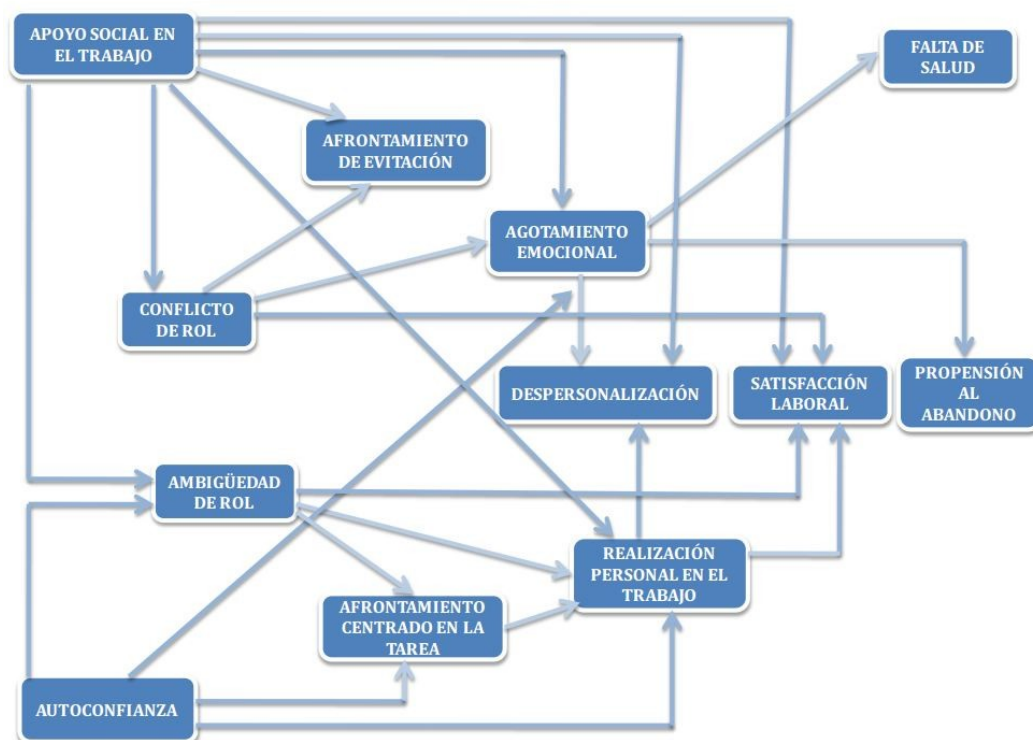 APOYO SOCIAL EN
EL TRABAJO
FALTA DE
SALUD
AFRONTAMIENTO
DE EVITACIÓN
AGOTAMIENTO
EMOCIONAL
CONFLICTO
DE ROL
DESPERSONALIZACIÓN
SATISFACCIÓN
LABORAL
PROPENSIÓN
AL
ABANDONO
AMBIGÜEDAD
DE ROL
REALIZACIÓN
PERSONAL EN EL
TRABAJO
AFRONTAMIENTO
CENTRADO EN LA
TAREA
AUTOCONFIANZA